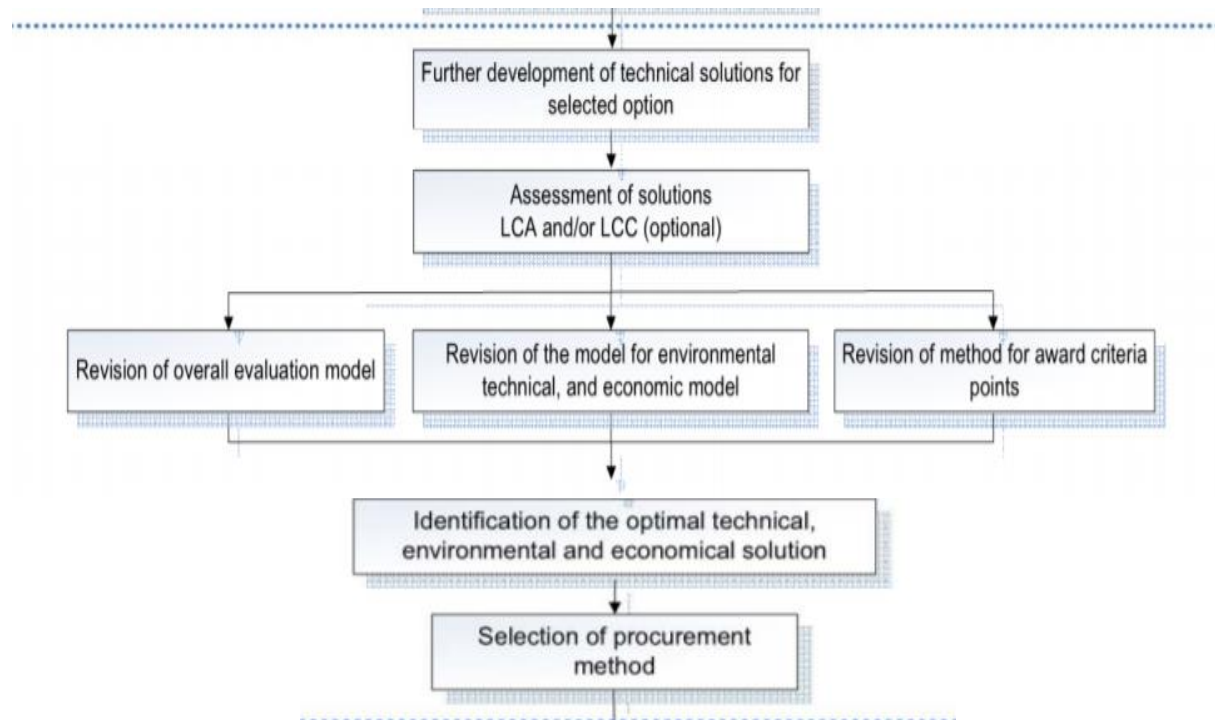 Further development of technical solutions for
selected option
Assessment of solutions
LCA and/or LCC (optional)
Revision of overall evaluation model
Revision of the model for environmental
technical, and economic model
Revision of method for award criteria
points
Identification of the optimal technical,
environmental and economical solution
Selection of procurement
method